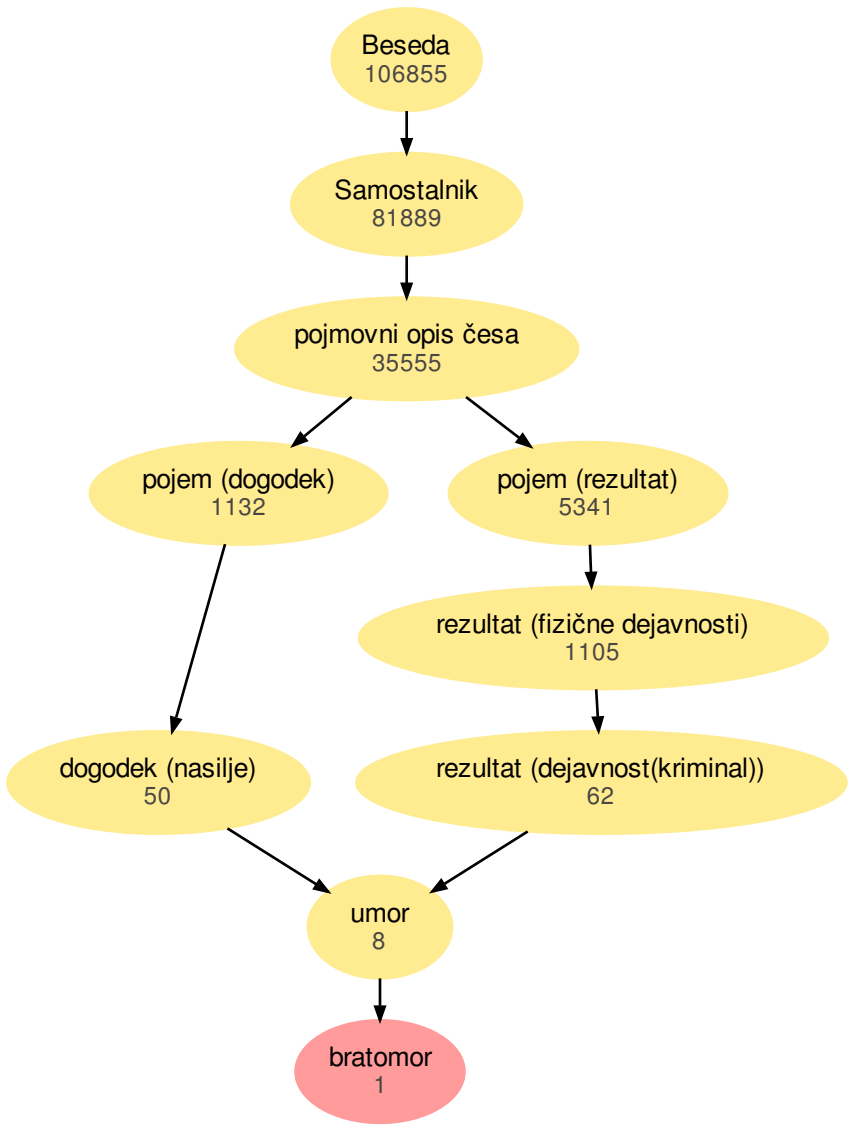 Beseda
106855
Samostalnik
81889
pojmovni opis česa
35555
pojem (dogodek)
1132
pojem (rezultat)
5341
rezultat (fizične dejavnosti)
1105
dogodek (nasilje)
50
rezultat (dejavnost(kriminal))
62
umor
8
bratomor
1